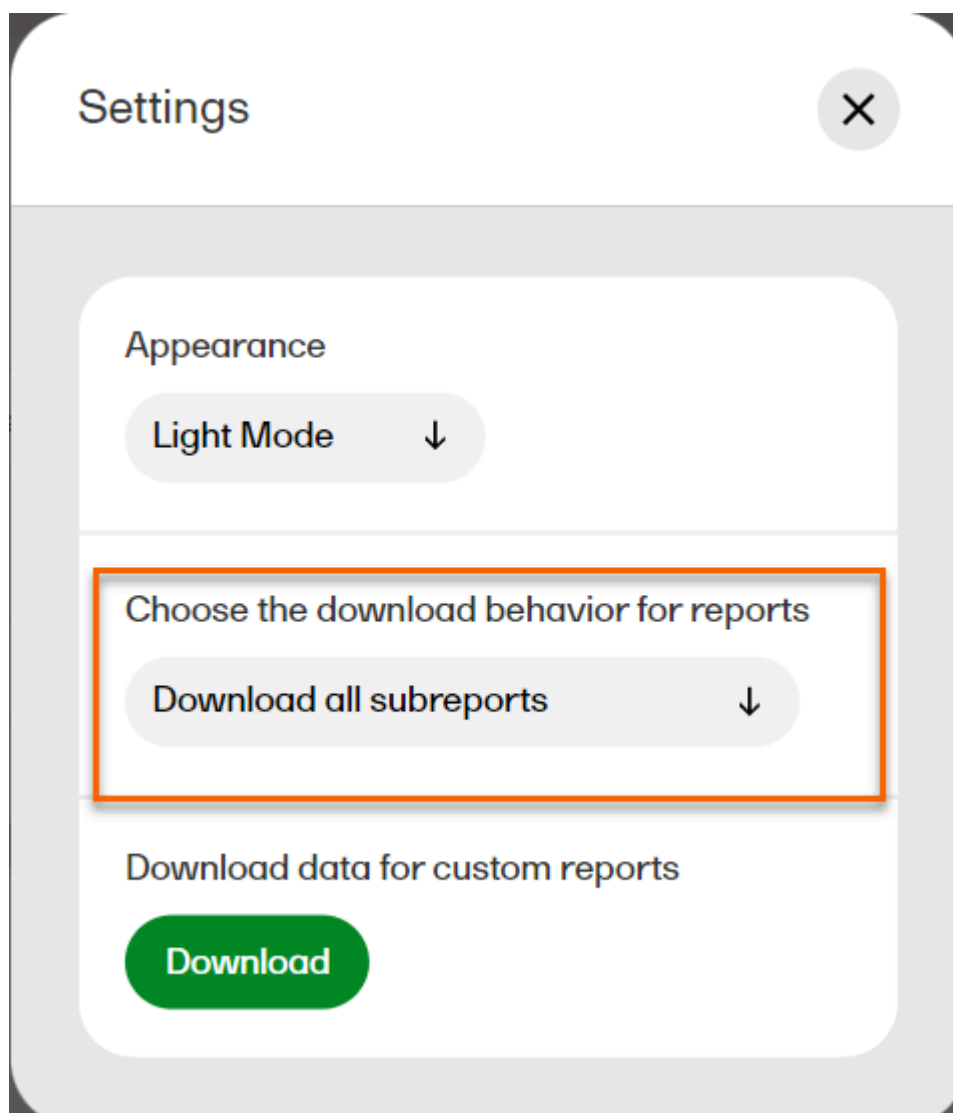 Settings
Appearance
Light Mode
Choose the download behavior for reports
Download all subreports
Download data for custom reports
Download